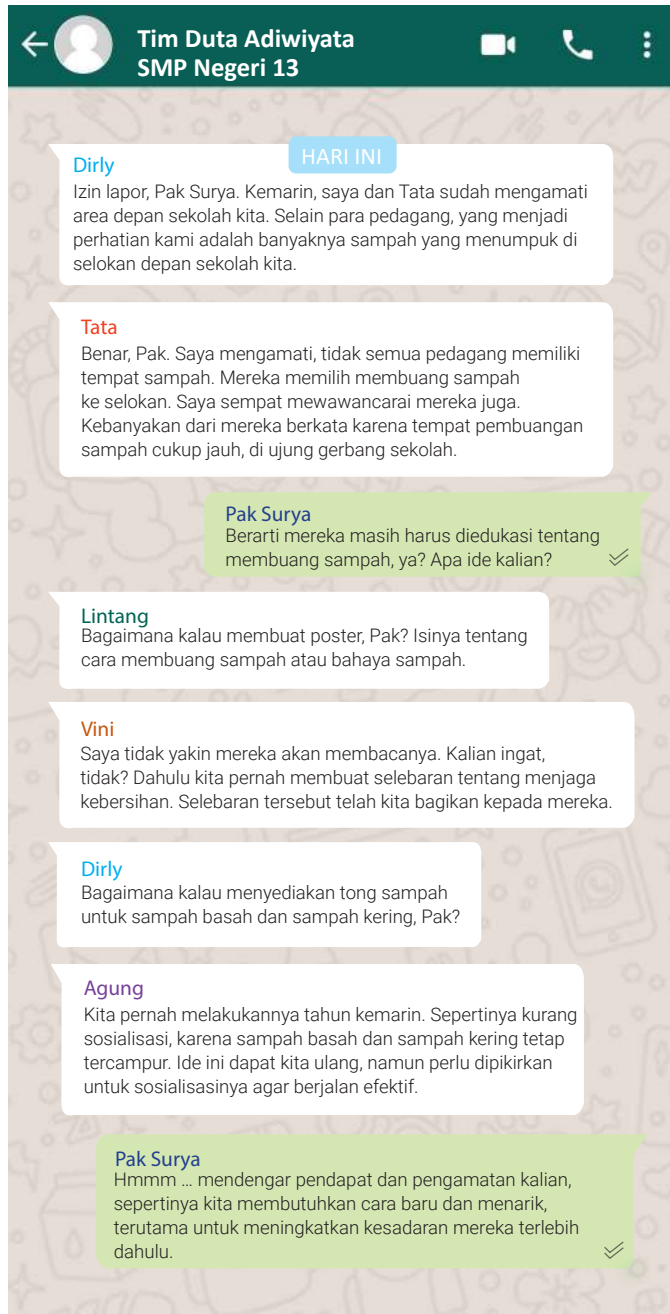 Tim Duta Adiwiyata
SMP Negeri 13
HARI INI
Dirly
Izin lapor, Pak Surya. Kemarin, saya dan Tata sudah mengamati
area depan sekolah kita. Selain para pedagang, yang menjadi
perhatian kami adalah banyaknya sampah yang menumpuk di
selokan depan sekolah kita.
Tata
Benar, Pak. Saya mengamati, tidak semua pedagang memiliki
tempat sampah. Mereka memilih membuang sampah
ke selokan. Saya sempat mewawancarai mereka juga.
Kebanyakan dari mereka berkata karena tempat pembuangan
sampah cukup jauh, di ujung gerbang sekolah.
Pak Surya
Berarti mereka masih harus diedukasi tentang
membuang sampah, ya? Apa ide kalian?
Lintang
Bagaimana kalau membuat poster, Pak? Isinya tentang
cara membuang sampah atau bahaya sampah.
Vini
Saya tidak yakin mereka akan membacanya. Kalian ingat,
tidak? Dahulu kita pernah membuat selebaran tentang menjaga
kebersihan. Selebaran tersebut telah kita bagikan kepada mereka.
Dirly
Bagaimana kalau menyediakan tong sampah
untuk sampah basah dan sampah kering, Pak?
Agung
Kita pernah melakukannya tahun kemarin. Sepertinya kurang
sosialisasi, karena sampah basah dan sampah kering tetap
tercampur. Ide ini dapat kita ulang, namun perlu dipikirkan
untuk sosialisasinya agar berjalan efektif.
Pak Surya
Hmmm ... mendengar pendapat dan pengamatan kalian,
sepertinya kita membutuhkan cara baru dan menarik,
terutama untuk meningkatkan kesadaran mereka terlebih
dahulu.